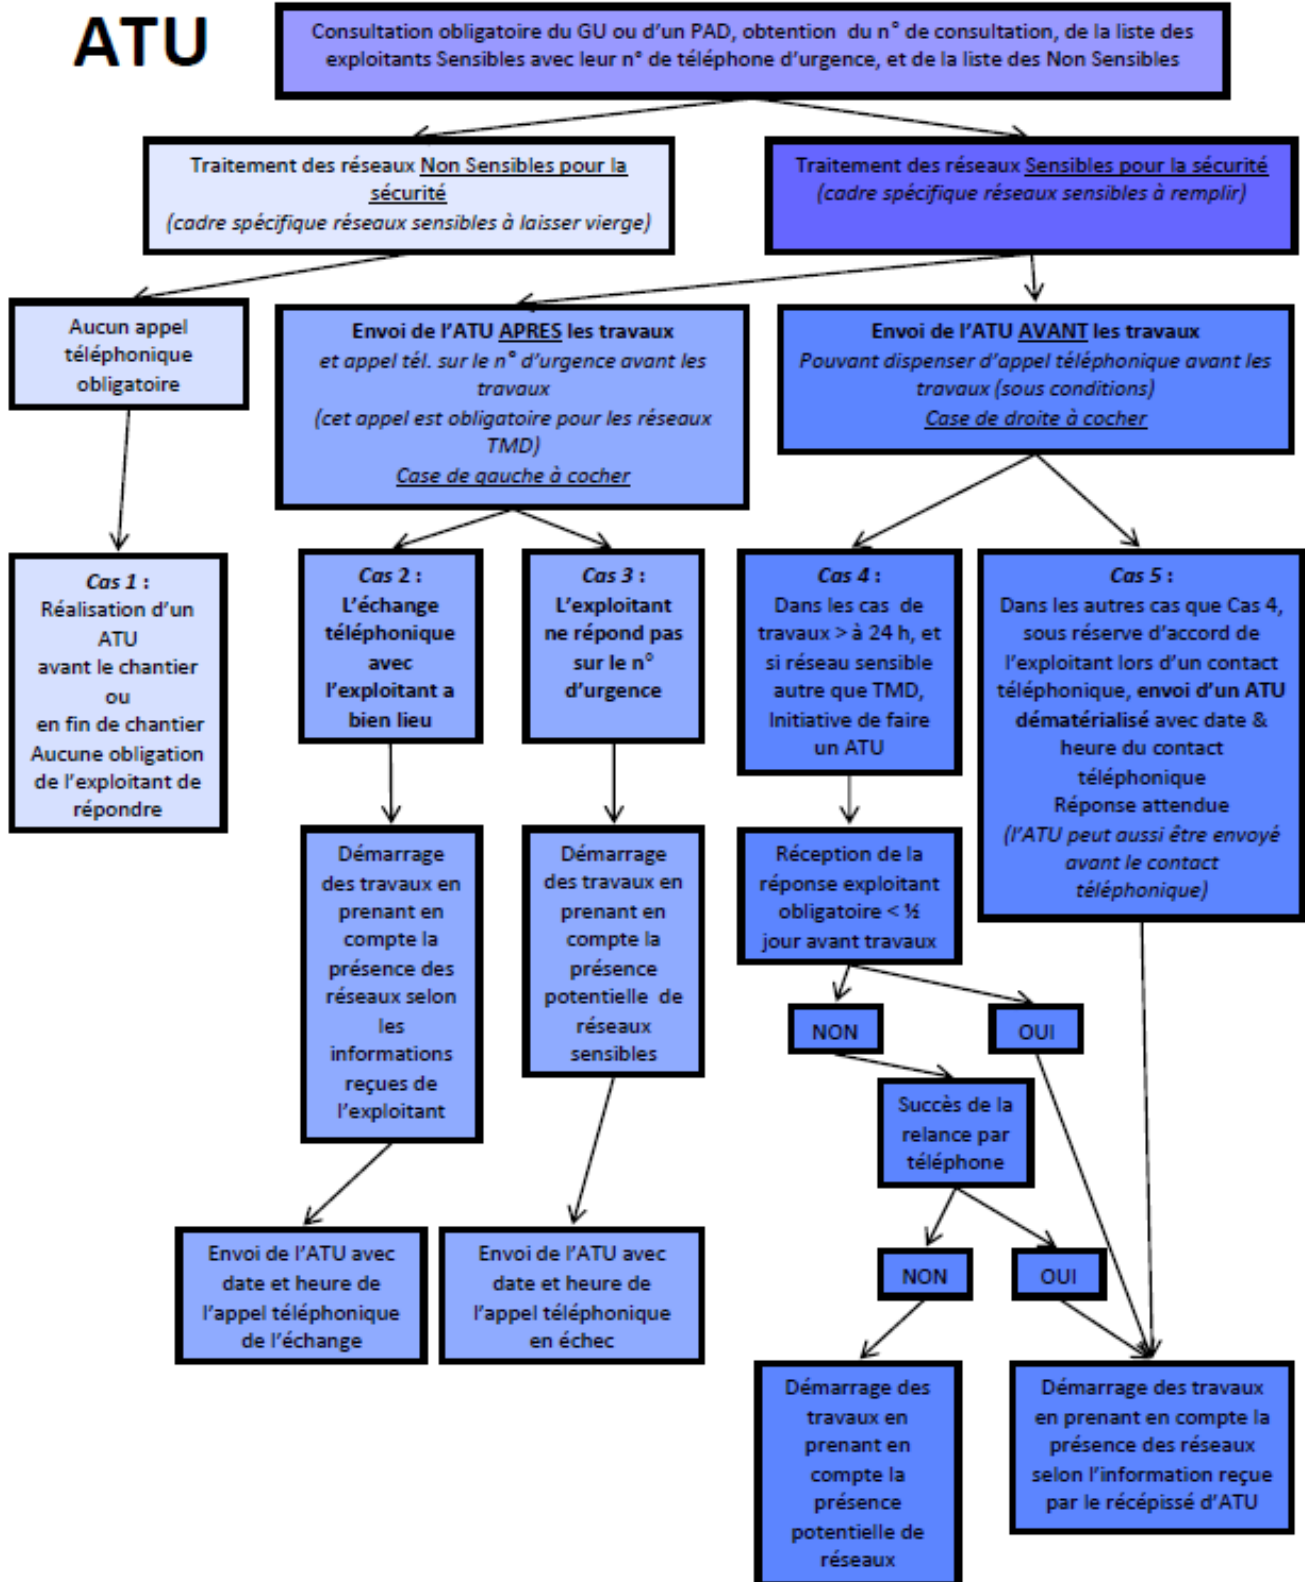 ATU
Consultation obligatoire du GU ou d'un PAD, obtention du n° de consultation, de la liste des
exploitants Sensibles avec leur n° de téléphone d'urgence, et de la liste des Non Sensibles
Traitement des réseaux Non Sensibles pour la
sécurité
(cadre spécifique réseaux sensibles à laisser vierge)
Traitement des réseaux Sensibles pour la sécurité
(cadre spécifique réseaux sensibles à remplir)
Aucun appel
téléphonique
obligatoire
Envoi de l'ATU APRES les travaux
et appel tél. sur le n° d'urgence avant les
travaux
(cet appel est obligatoire pour les réseaux
TMD)
Case de gauche à cocher
Envoi de l'ATU AVANT les travaux
Pouvant dispenser d'appel téléphonique avant les
travaux (sous conditions)
Case de droite à cocher
Cas 1 :
Réalisation d'un
ATU
avant le chantier
ou
en fin de chantier
Aucune obligation
de l'exploitant de
répondre
Cas 2 :
L'échange
téléphonique
avec
l'exploitant a
bien lieu
Cas 3 :
L'exploitant
ne répond pas
sur le n°
d'urgence
Cas 4 :
Dans les cas de
travaux > à 24 h, et
si réseau sensible
autre que TMD,
Initiative de faire
un ATU
Cas 5 :
Dans les autres cas que Cas 4,
sous réserve d'accord de
l'exploitant lors d'un contact
téléphonique, envoi d'un ATU
dématérialisé avec date &
heure du contact
téléphonique
Réponse attendue
(l'ATU peut aussi être envoyé
avant le contact
téléphonique)
Démarrage
des travaux en
prenant en
compte la
présence des
réseaux selon
les
informations
reçues de
l'exploitant
Démarrage
des travaux en
prenant en
compte la
présence
potentielle de
réseaux
sensibles
Réception de la
réponse exploitant
obligatoire < ½
jour avant travaux
NON
OUI
Succès de la
relance par
téléphone
Envoi de l'ATU avec
date et heure de
l'appel téléphonique
de l'échange
Envoi de l'ATU avec
date et heure de
l'appel téléphonique
en échec
NON
OUI
Démarrage des
travaux en
prenant en
compte la
présence
potentielle de
réseaux
Démarrage des travaux
en prenant en compte la
présence des réseaux
selon l'information reçue
par le récépissé d'ATU